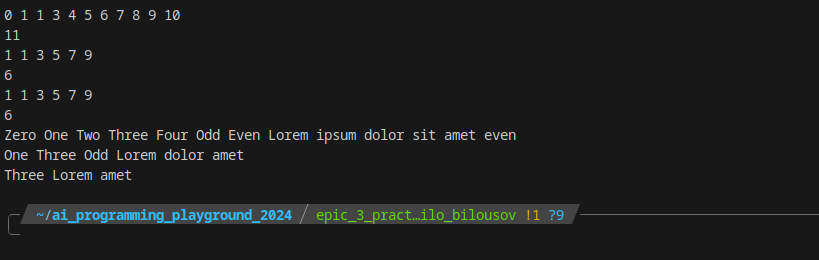 0 1 1 3 4 5 6 7 8 9 10
11
1 1 3 5 7 9
6
1 1 3 5 7 9
6
Zero One Two Three Four Odd Even Lorem ipsum dolor sit amet even
One Three Odd Lorem dolor amet
Three Lorem amet
~/ai_programming_playground_2024 / epic_3_pract…ilo_bilousov !1 ?9